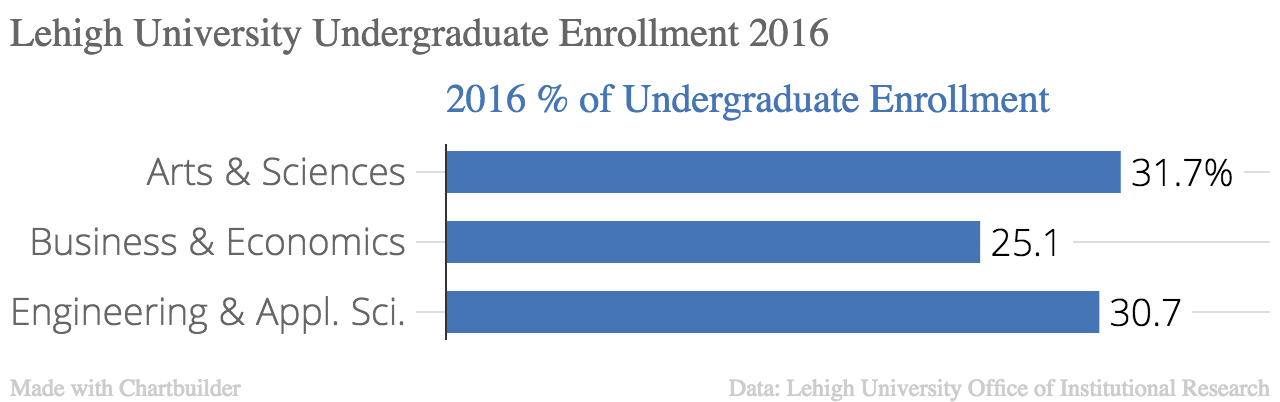 Lehigh University Undergraduate Enrollment 2016
2016 % of Undergraduate Enrollment
Arts & Sciences 31.7%
Business & Economics 25.1
Engineering & Appl. Sci. 30.7
Made with Chartbuilder Data: Lehigh University Office of Institutional Research